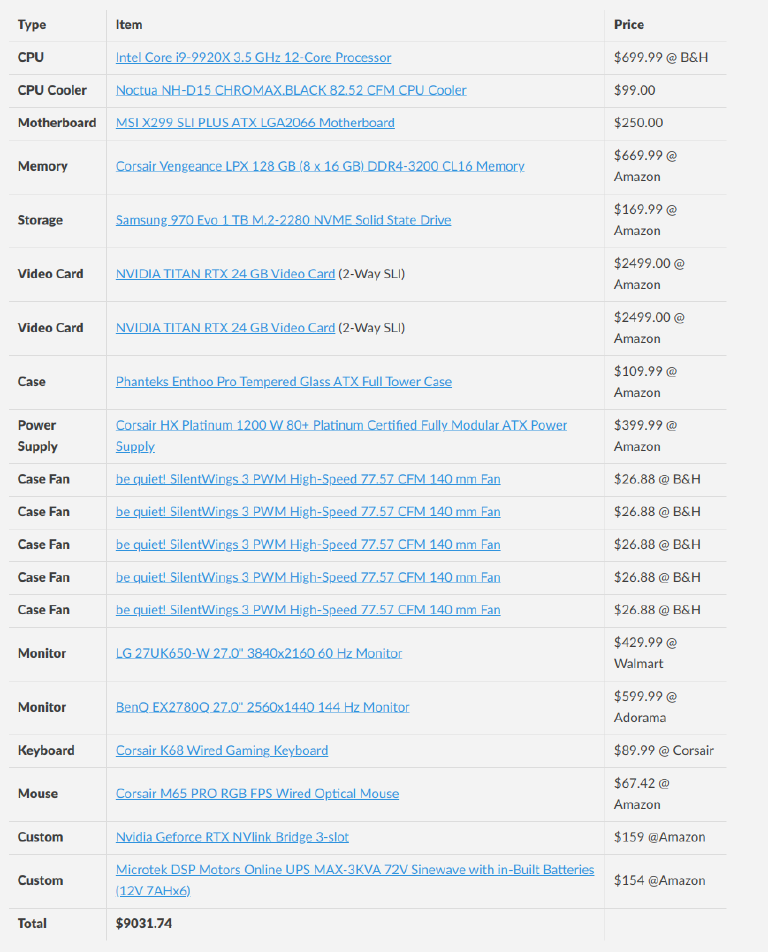 Type Item Price
CPU Intel Core i9-9920X 3.5 GHz 12-Core Processor $699.99 @ B&H
CPU Cooler Noctua NH-D15 CHROMAX.BLACK 82.52 CFM CPU Cooler $99.00
Motherboard MSI X299 SLI PLUS ATX LGA2066 Motherboard $250.00
Memory Corsair Vengeance LPX 128 GB (8 x 16 GB) DDR4-3200 CL16 Memory $669.99 @
Amazon
Storage Samsung 970 Evo 1 TB M.2-2280 NVME Solid State Drive $169.99 @
Amazon
Video Card NVIDIA TITAN RTX 24 GB Video Card (2-Way SLI) $2499.00 @
Amazon
Video Card NVIDIA TITAN RTX 24 GB Video Card (2-Way SLI) $2499.00 @
Amazon
Case Phanteks Enthoo Pro Tempered Glass ATX Full Tower Case $109.99 @
Amazon
Power Corsair HX Platinum 1200 W 80+ Platinum Certified Fully Modular ATX Power $399.99 @
Supply Supply Amazon
Case Fan be quiet! SilentWings 3 PWM High-Speed 77.57 CFM 140 mm Fan $26.88 @ B&H
Case Fan be quiet! SilentWings 3 PWM High-Speed 77.57 CFM 140 mm Fan $26.88 @ B&H
Case Fan be quiet! SilentWings 3 PWM High-Speed 77.57 CFM 140 mm Fan $26.88 @ B&H
Case Fan be quiet! SilentWings 3 PWM High-Speed 77.57 CFM 140 mm Fan $26.88 @ B&H
Case Fan be quiet! SilentWings 3 PWM High-Speed 77.57 CFM 140 mm Fan $26.88 @ B&H
Monitor LG 27UK650-W 27.0" 3840x2160 60 Hz Monitor $429.99 @
Walmart
Monitor BenQ EX2780Q 27.0" 2560x1440 144 Hz Monitor $599.99 @
Adorama
Keyboard Corsair K68 Wired Gaming Keyboard $89.99 @ Corsair
Mouse Corsair M65 PRO RGB FPS Wired Optical Mouse $67.42 @
Amazon
Custom Nvidia Geforce RTX NVlink Bridge 3-slot $159 @Amazon
Custom Microtek DSP Motors Online UPS MAX-3KVA 72V Sinewave with in-Built Batteries $154 @Amazon
(12V 7AHx6)
Total $9031.74